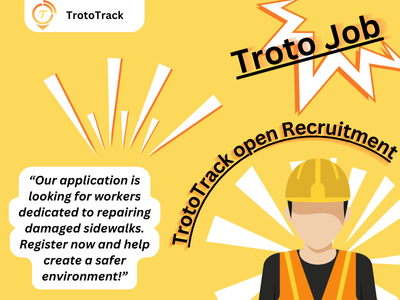 TrotoTrack
Troto Job
TrotoTrack open Recruitment
“Our application is
looking for workers
dedicated to repairing
damaged sidewalks.
Register now and help
create a safer
environment!”